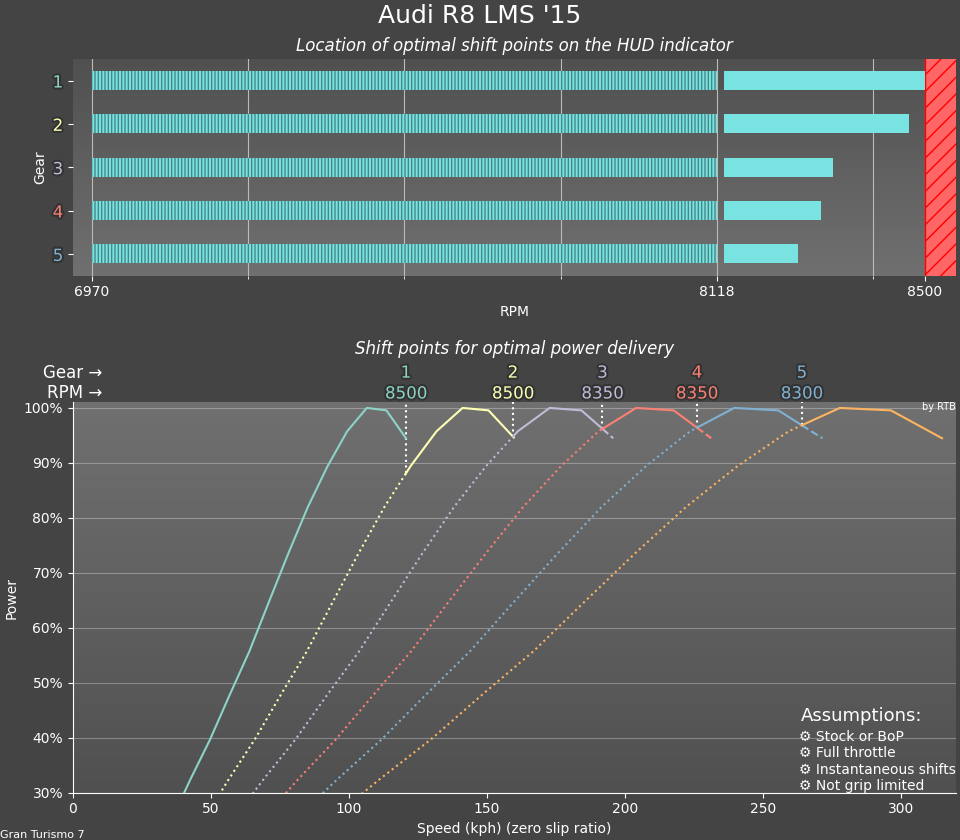 Audi R8 LMS '15
Location of optimal shift points on the HUD indicator
Gear
1
2
3
4
5
6970 8118 8500
RPM
Shift points for optimal power delivery
Gear → 1 2 3 4 5
RPM → 8500 8500 8350 8350 8300
by RTB
Power
100%
90%
80%
70%
60%
50%
40%
30%
Assumptions:
⚙ Stock or BoP
⚙ Full throttle
⚙ Instantaneous shifts
⚙ Not grip limited
0 50 100 150 200 250 300
Speed (kph) (zero slip ratio)
Gran Turismo 7